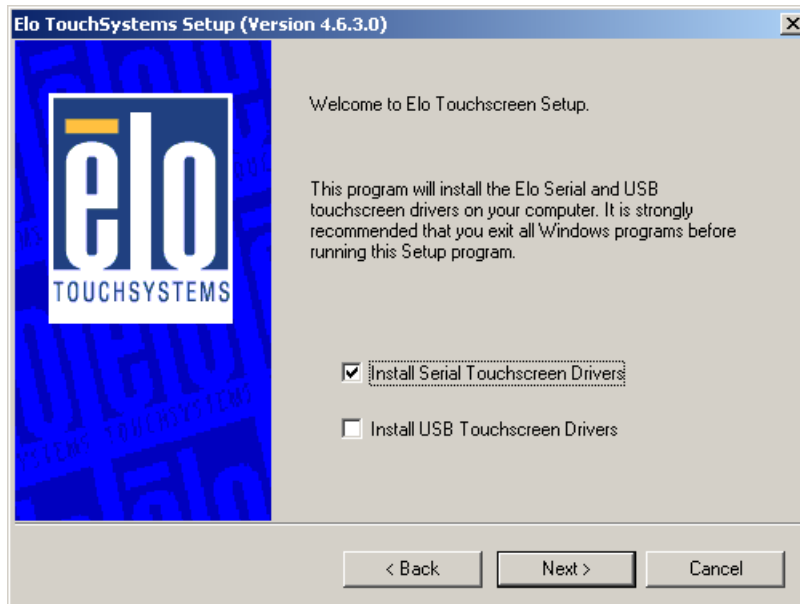 Elo TouchSystems Setup (Version 4.6.3.0)
elo
TOUCHSYSTEMS
Welcome to Elo Touchscreen Setup.
This program will install the Elo Serial and USB
touchscreen drivers on your computer. It is strongly
recommended that you exit all Windows programs before
running this Setup program.
Install Serial Touchscreen Drivers
Install USB Touchscreen Drivers
< Back
Next >
Cancel